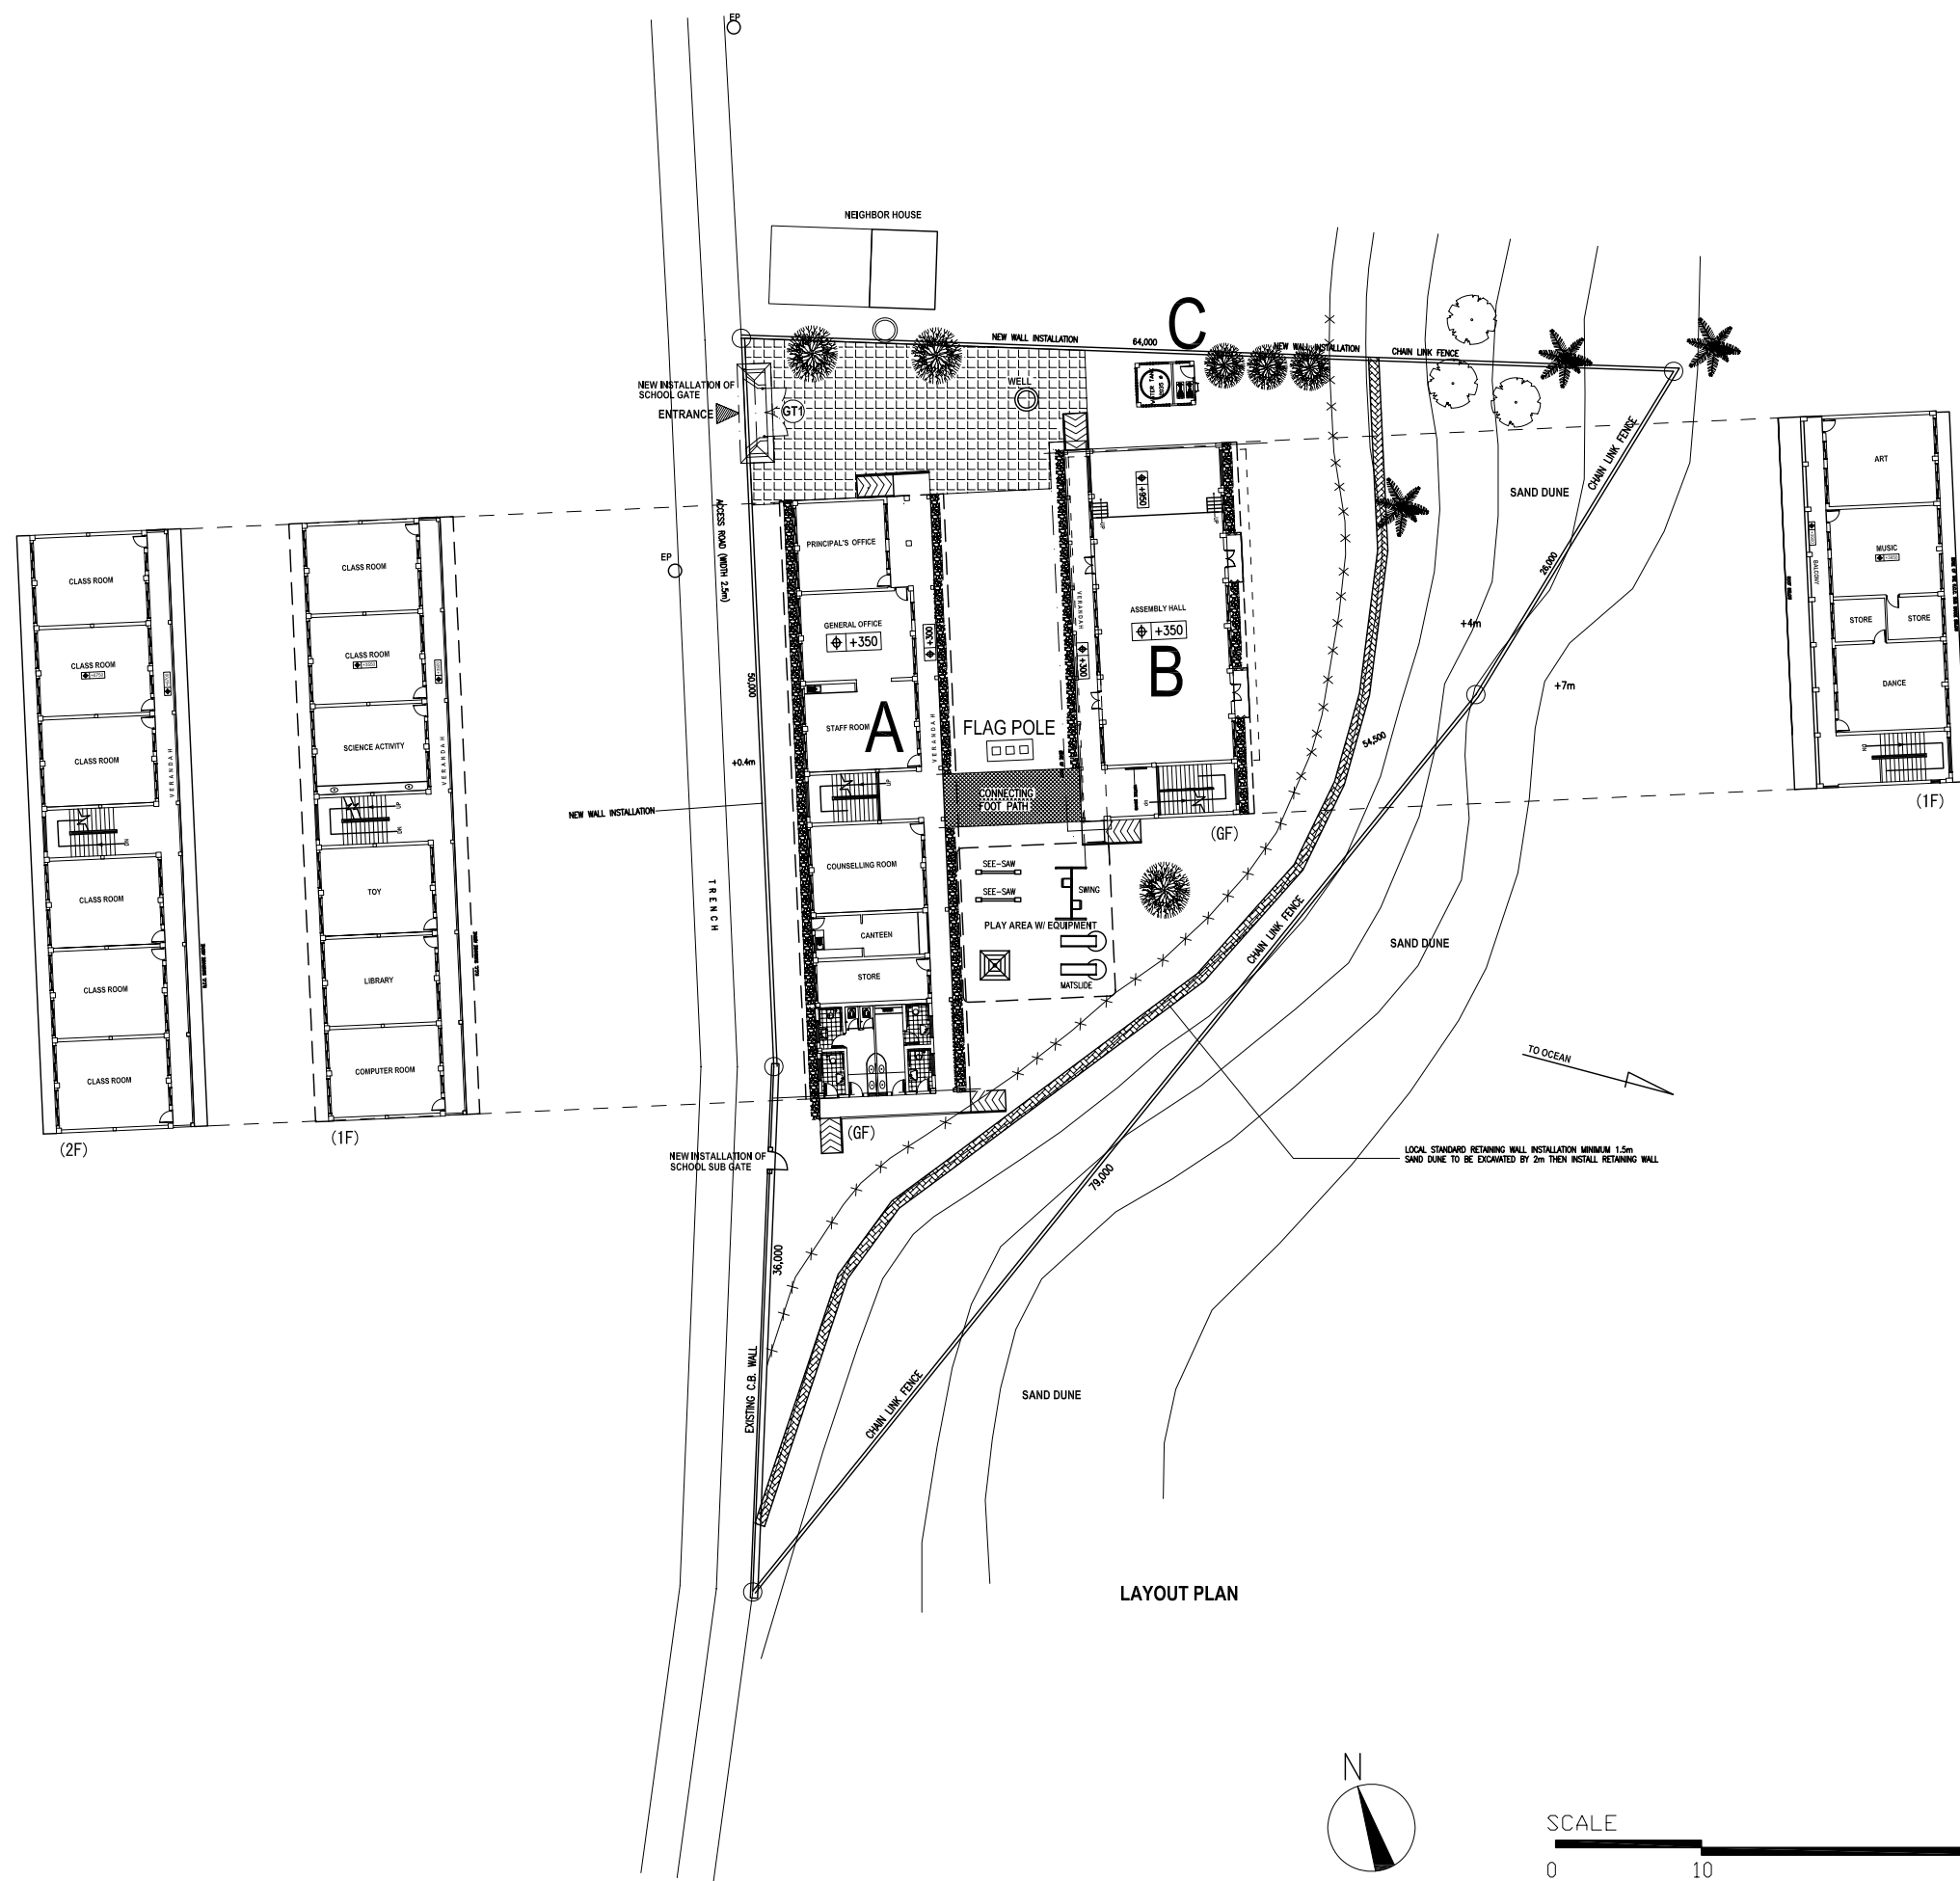 EP
NEIGHBOR HOUSE
C
NEW WALL INSTALLATION
64,000
NEW WALL INSTALLATION
CHAIN LINK FENCE
NEW INSTALLATION OF
SCHOOL GATE
ENTRANCE
GT1
WELL
EP
ACCESS ROAD (WIDTH 2.5m)
50,000
+0.4m
NEW WALL INSTALLATION
TRENCH
CLASS ROOM
CLASS ROOM
CLASS ROOM
CLASS ROOM
CLASS ROOM
CLASS ROOM
VERANDAH
(2F)
CLASS ROOM
CLASS ROOM
SCIENCE ACTIVITY
UP
DN
TOY
LIBRARY
COMPUTER ROOM
VERANDAH
(1F)
PRINCIPAL'S OFFICE
GENERAL OFFICE
+350
+300
STAFF ROOM
A
VERANDAH
UP
COUNSELLING ROOM
CANTEEN
STORE
(GF)
FLAG POLE
CONNECTING
FOOT PATH
+950
VERANDAH
ASSEMBLY HALL
+350
+300
B
(GF)
SEE-SAW
SEE-SAW
SWING
PLAY AREA W/ EQUIPMENT
MATSLIDE
SAND DUNE
CHAIN LINK FENCE
26,000
+4m
+7m
54,500
CHAIN LINK FENCE
SAND DUNE
ART
MUSIC
BALCONY
STORE
STORE
DANCE
(1F)
TO OCEAN
LOCAL STANDARD RETAINING WALL INSTALLATION MINIMUM 1.5m
SAND DUNE TO BE EXCAVATED BY 2m THEN INSTALL RETAINING WALL
NEW INSTALLATION OF
SCHOOL SUB GATE
79,000
36,000
EXISTING C.B. WALL
CHAIN LINK FENCE
SAND DUNE
LAYOUT PLAN
N
SCALE
0
10